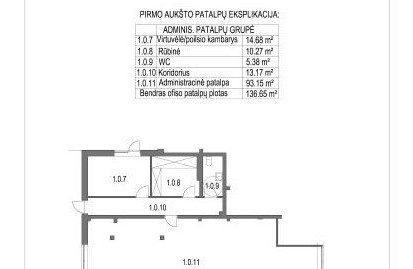 PIRMO AUKŠTO PATALPŲ EKSPLIKACIJA:
ADMINIS. PATALPŲ GRUPĖ
1.0.7 Virtuvėlė/poilsio kambarys 14.68 m²
1.0.8 Rūbinė 10.27 m²
1.0.9 WC 5.38 m²
1.0.10 Koridorius 13.17 m²
1.0.11 Administracinė patalpa 93.15 m²
Bendras ofiso patalpų plotas 136.65 m²
1.0.7
1.0.8
1.0.9
1.0.10
1.0.11